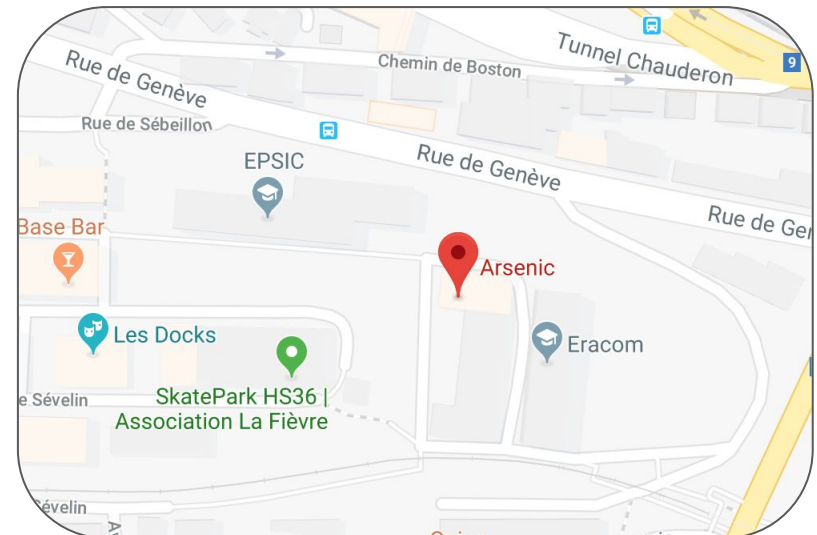 Tunnel Chauderon
9
Chemin de Boston
Rue de Genève
Rue de Sébeillon
EPSIC
Rue de Genève
Rue de Ger
Base Bar
Arsenic
Les Docks
Eracom
SkatePark HS36 |
Association La Fièvre
e Sévelin
Sévelin